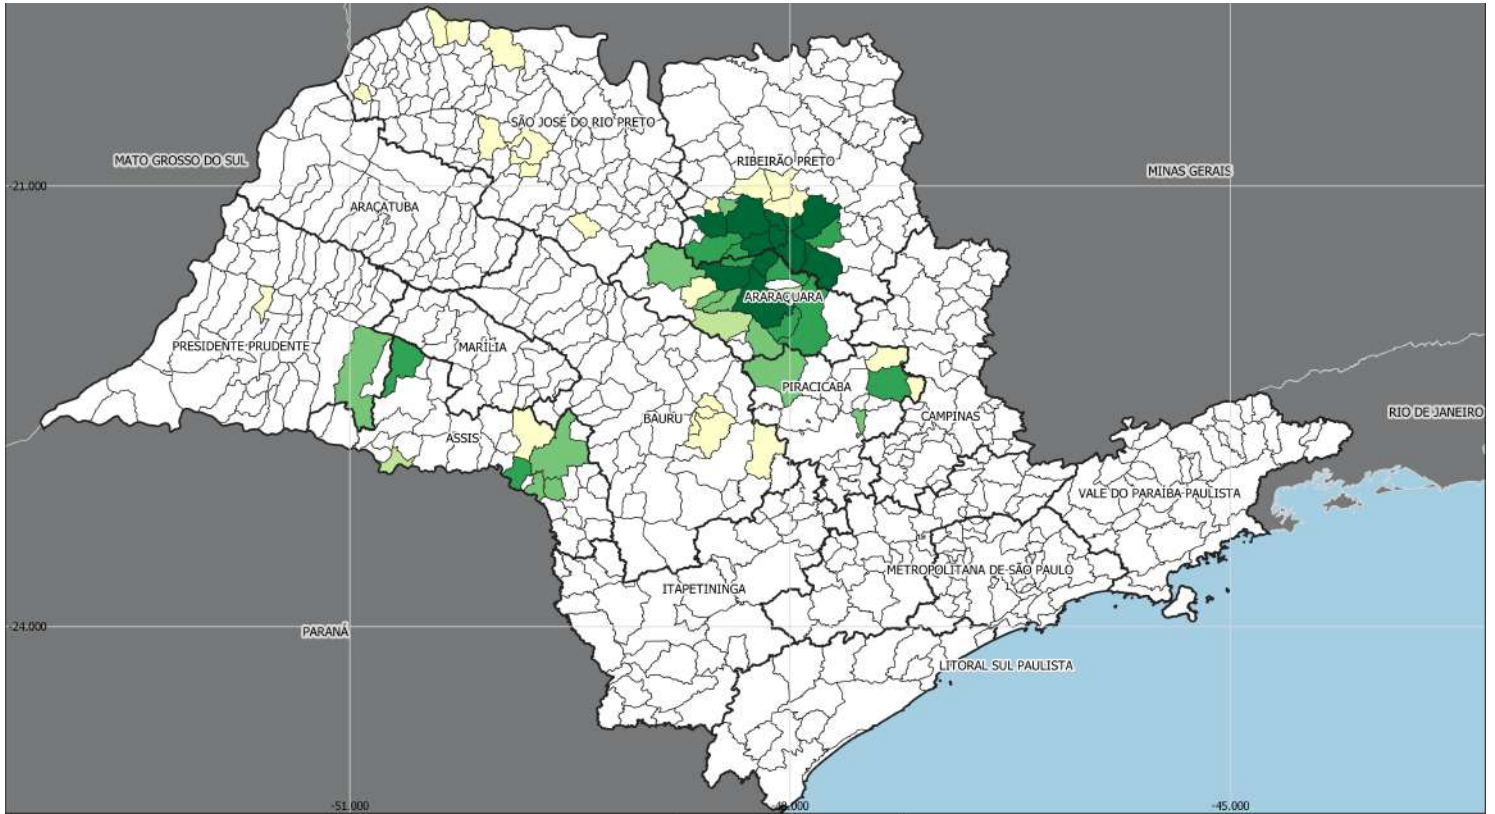 SÃO JOSÉ DO RIO PRETO
MATO GROSSO DO SUL
RIBEIRÃO PRETO
MINAS GERAIS
-21.000
ARAÇATUBA
ARARAQUARA
PRESIDENTE PRUDENTE
MARÍLIA
PIRACICABA
RIO DE JANEIRO
BAURU
CAMPINAS
ASSIS
VALE DO PARAÍBA PAULISTA
METROPOLITANA DE SÃO PAULO
ITAPETININGA
-24.000
PARANÁ
LITORAL SUL PAULISTA
-51.000
-48.000
-45.000